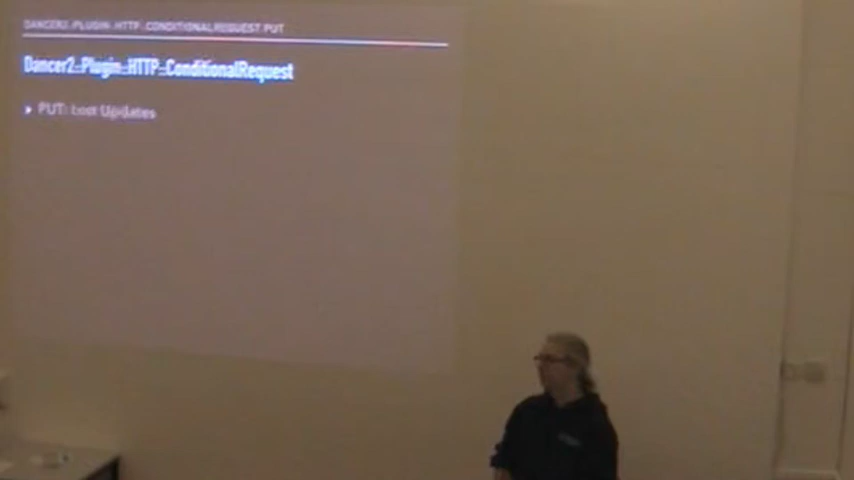 DANCER2::PLUGIN::HTTP::CONDITIONALREQUEST PUT
Dancer2::Plugin::HTTP::ConditionalRequest
▸ PUT: Lost Updates